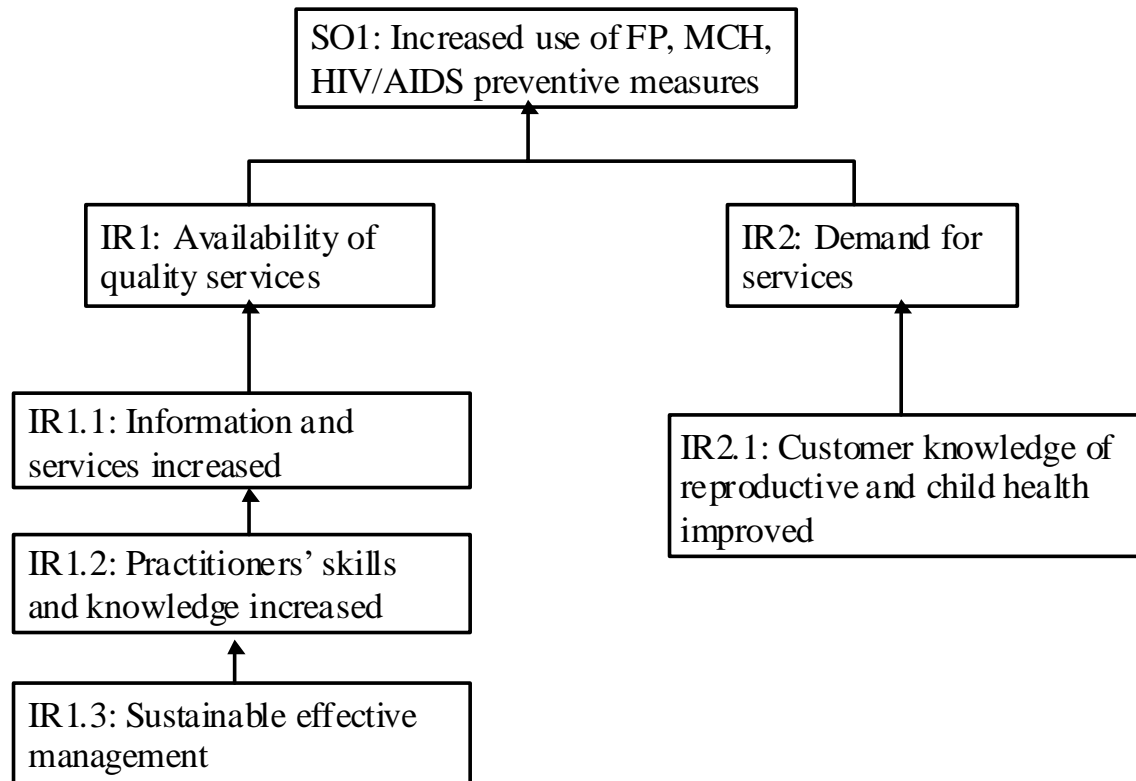 SO1: Increased use of FP, MCH,
HIV/AIDS preventive measures
IR1: Availability of
quality services
IR2: Demand for
services
IR1.1: Information and
services increased
IR2.1: Customer knowledge of
reproductive and child health
improved
IR1.2: Practitioners’ skills
and knowledge increased
IR1.3: Sustainable effective
management